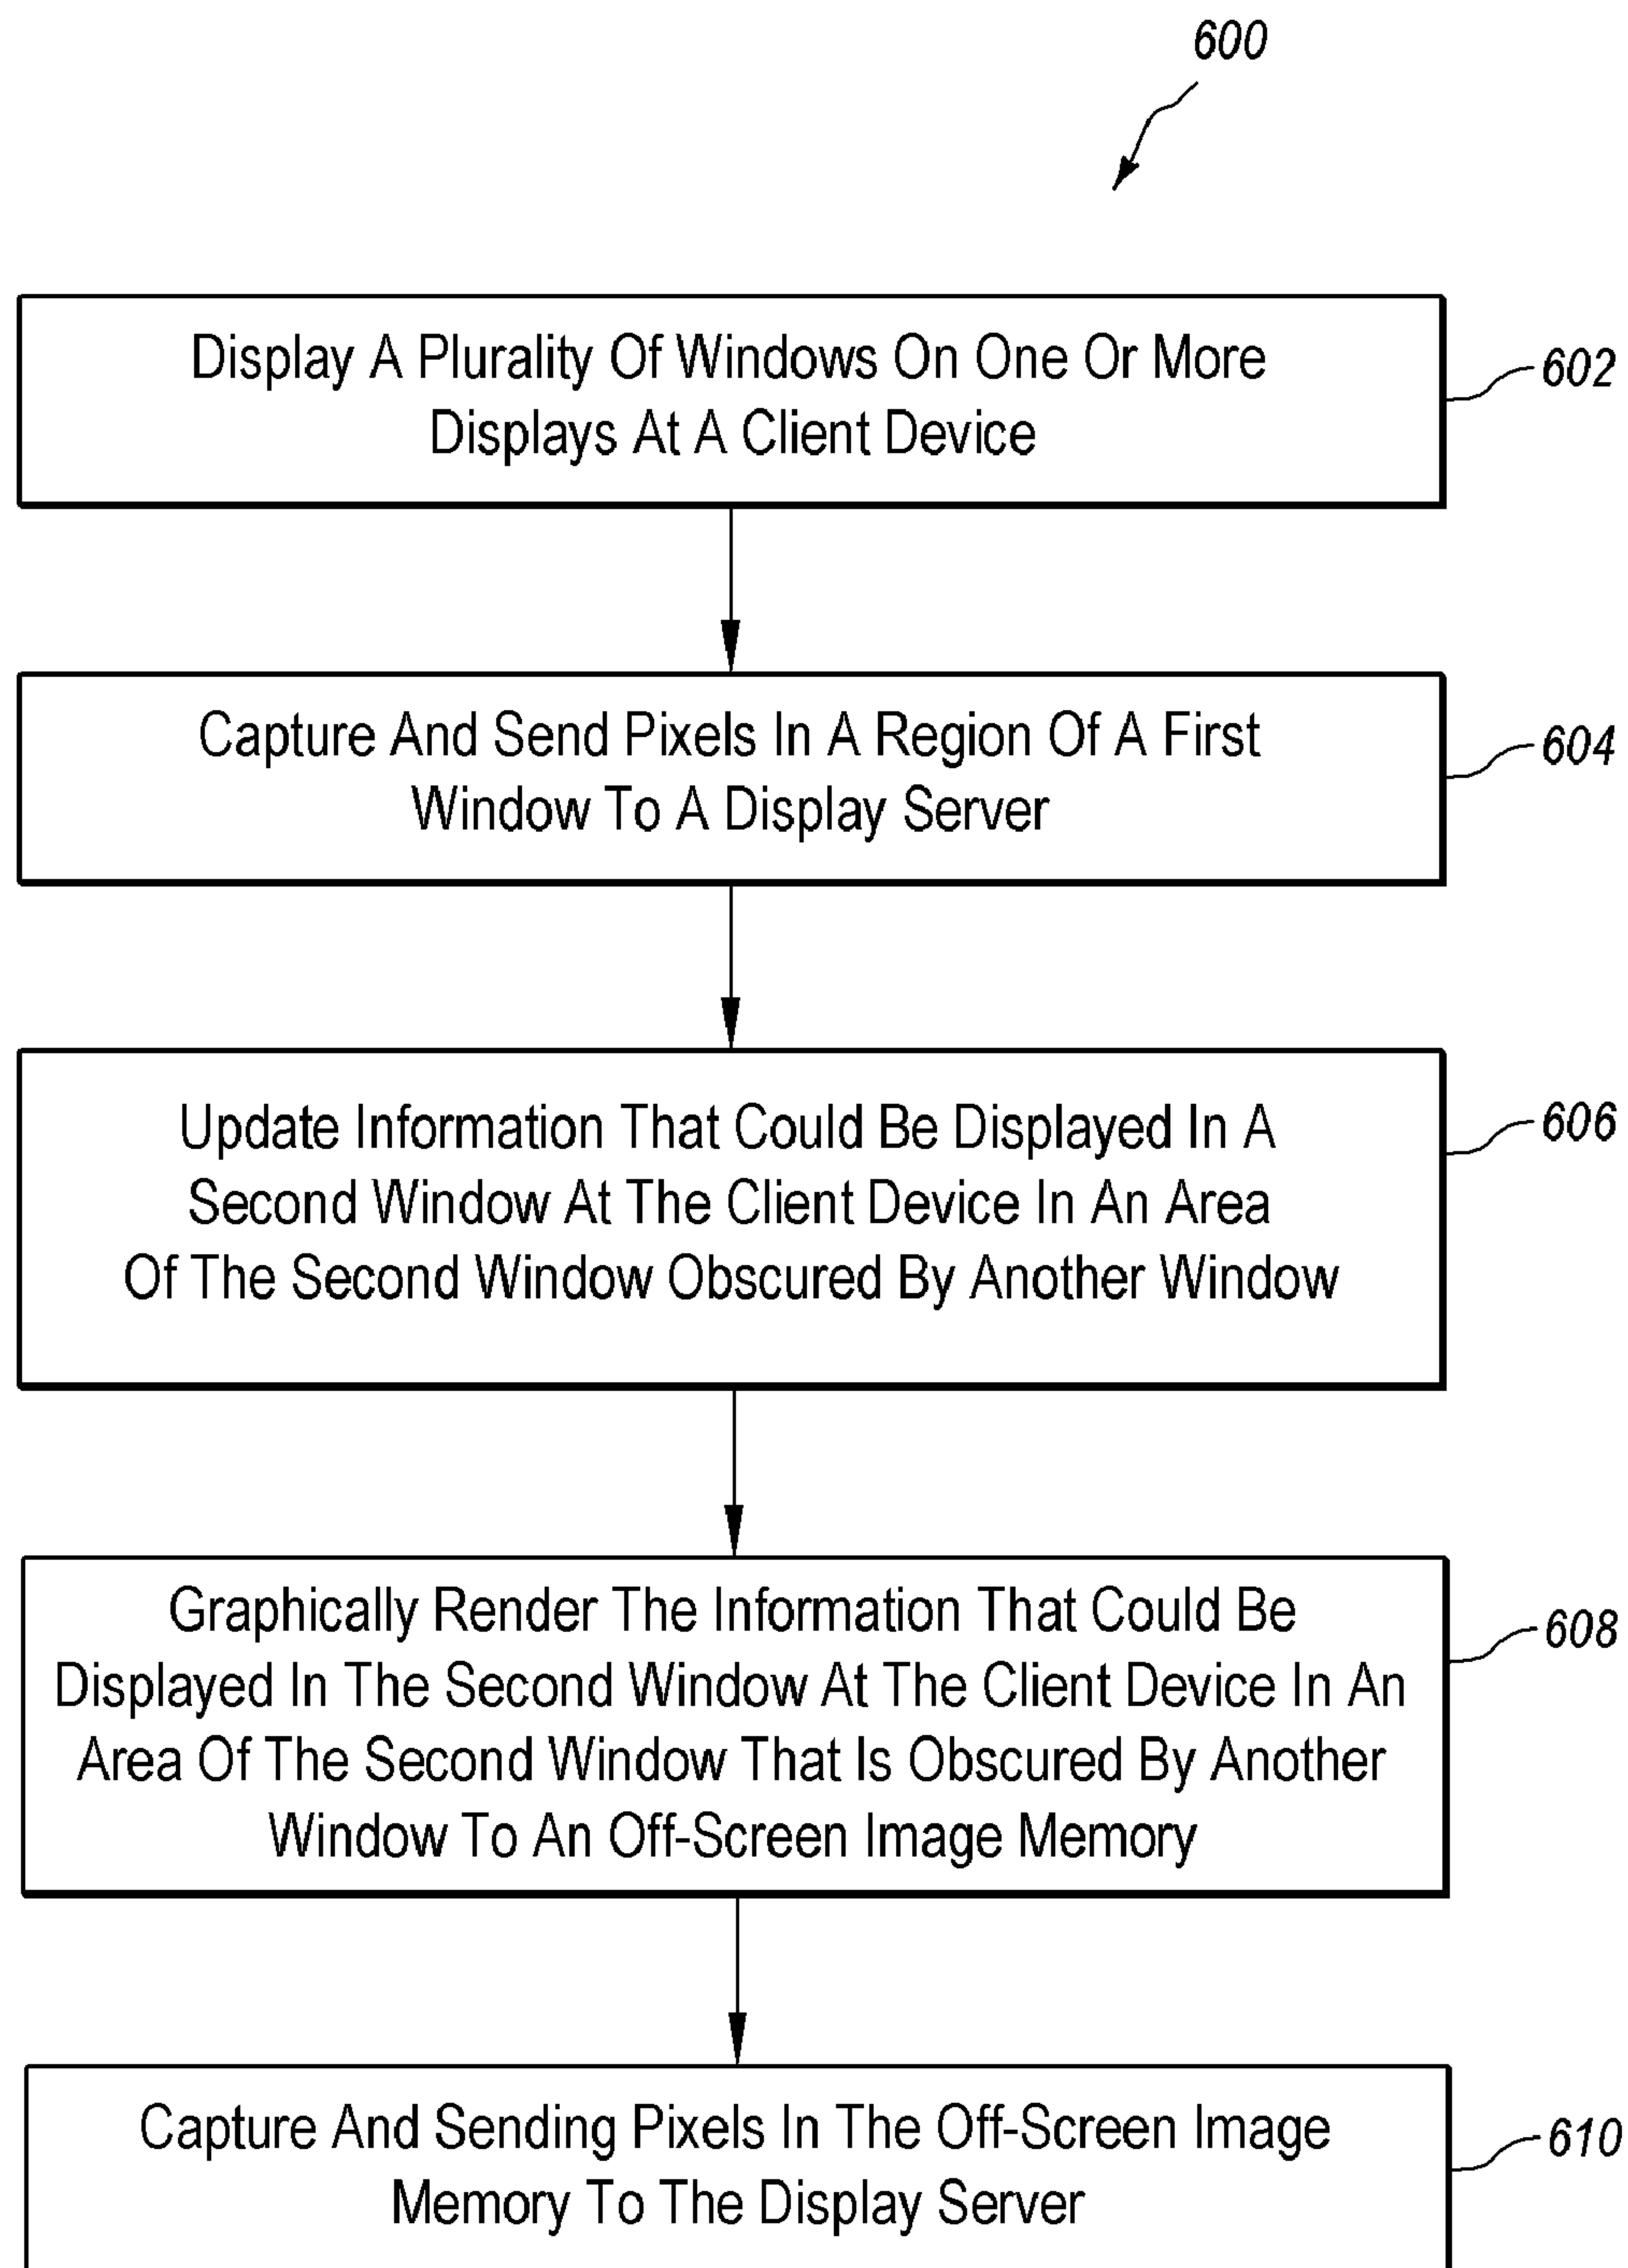 600
Display A Plurality Of Windows On One Or More
Displays At A Client Device
602
Capture And Send Pixels In A Region Of A First
Window To A Display Server
604
Update Information That Could Be Displayed In A
Second Window At The Client Device In An Area
Of The Second Window Obscured By Another Window
606
Graphically Render The Information That Could Be
Displayed In The Second Window At The Client Device In An
Area Of The Second Window That Is Obscured By Another
Window To An Off-Screen Image Memory
608
Capture And Sending Pixels In The Off-Screen Image
Memory To The Display Server
610